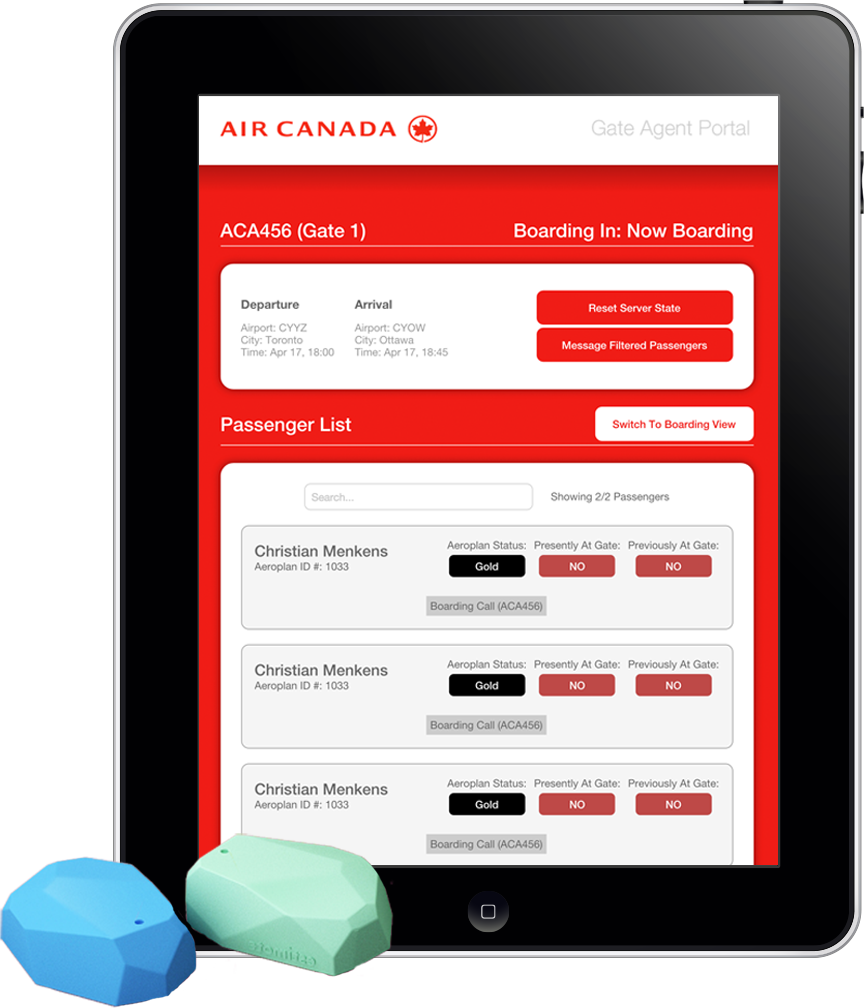 AIR CANADA
Gate Agent Portal
ACA456 (Gate 1)
Boarding In: Now Boarding
Departure
Airport: CYYZ
City: Toronto
Time: Apr 17, 18:00
Arrival
Airport: CYOW
City: Ottawa
Time: Apr 17, 18:45
Reset Server State
Message Filtered Passengers
Passenger List
Switch To Boarding View
Search...
Showing 2/2 Passengers
Christian Menkens
Aeroplan ID #: 1033
Aeroplan Status:
Gold
Presently At Gate:
NO
Previously At Gate:
NO
Boarding Call (ACA456)
Christian Menkens
Aeroplan ID #: 1033
Aeroplan Status:
Gold
Presently At Gate:
NO
Previously At Gate:
NO
Boarding Call (ACA456)
Christian Menkens
Aeroplan ID #: 1033
Aeroplan Status:
Gold
Presently At Gate:
NO
Previously At Gate:
NO
Boarding Call (ACA456)